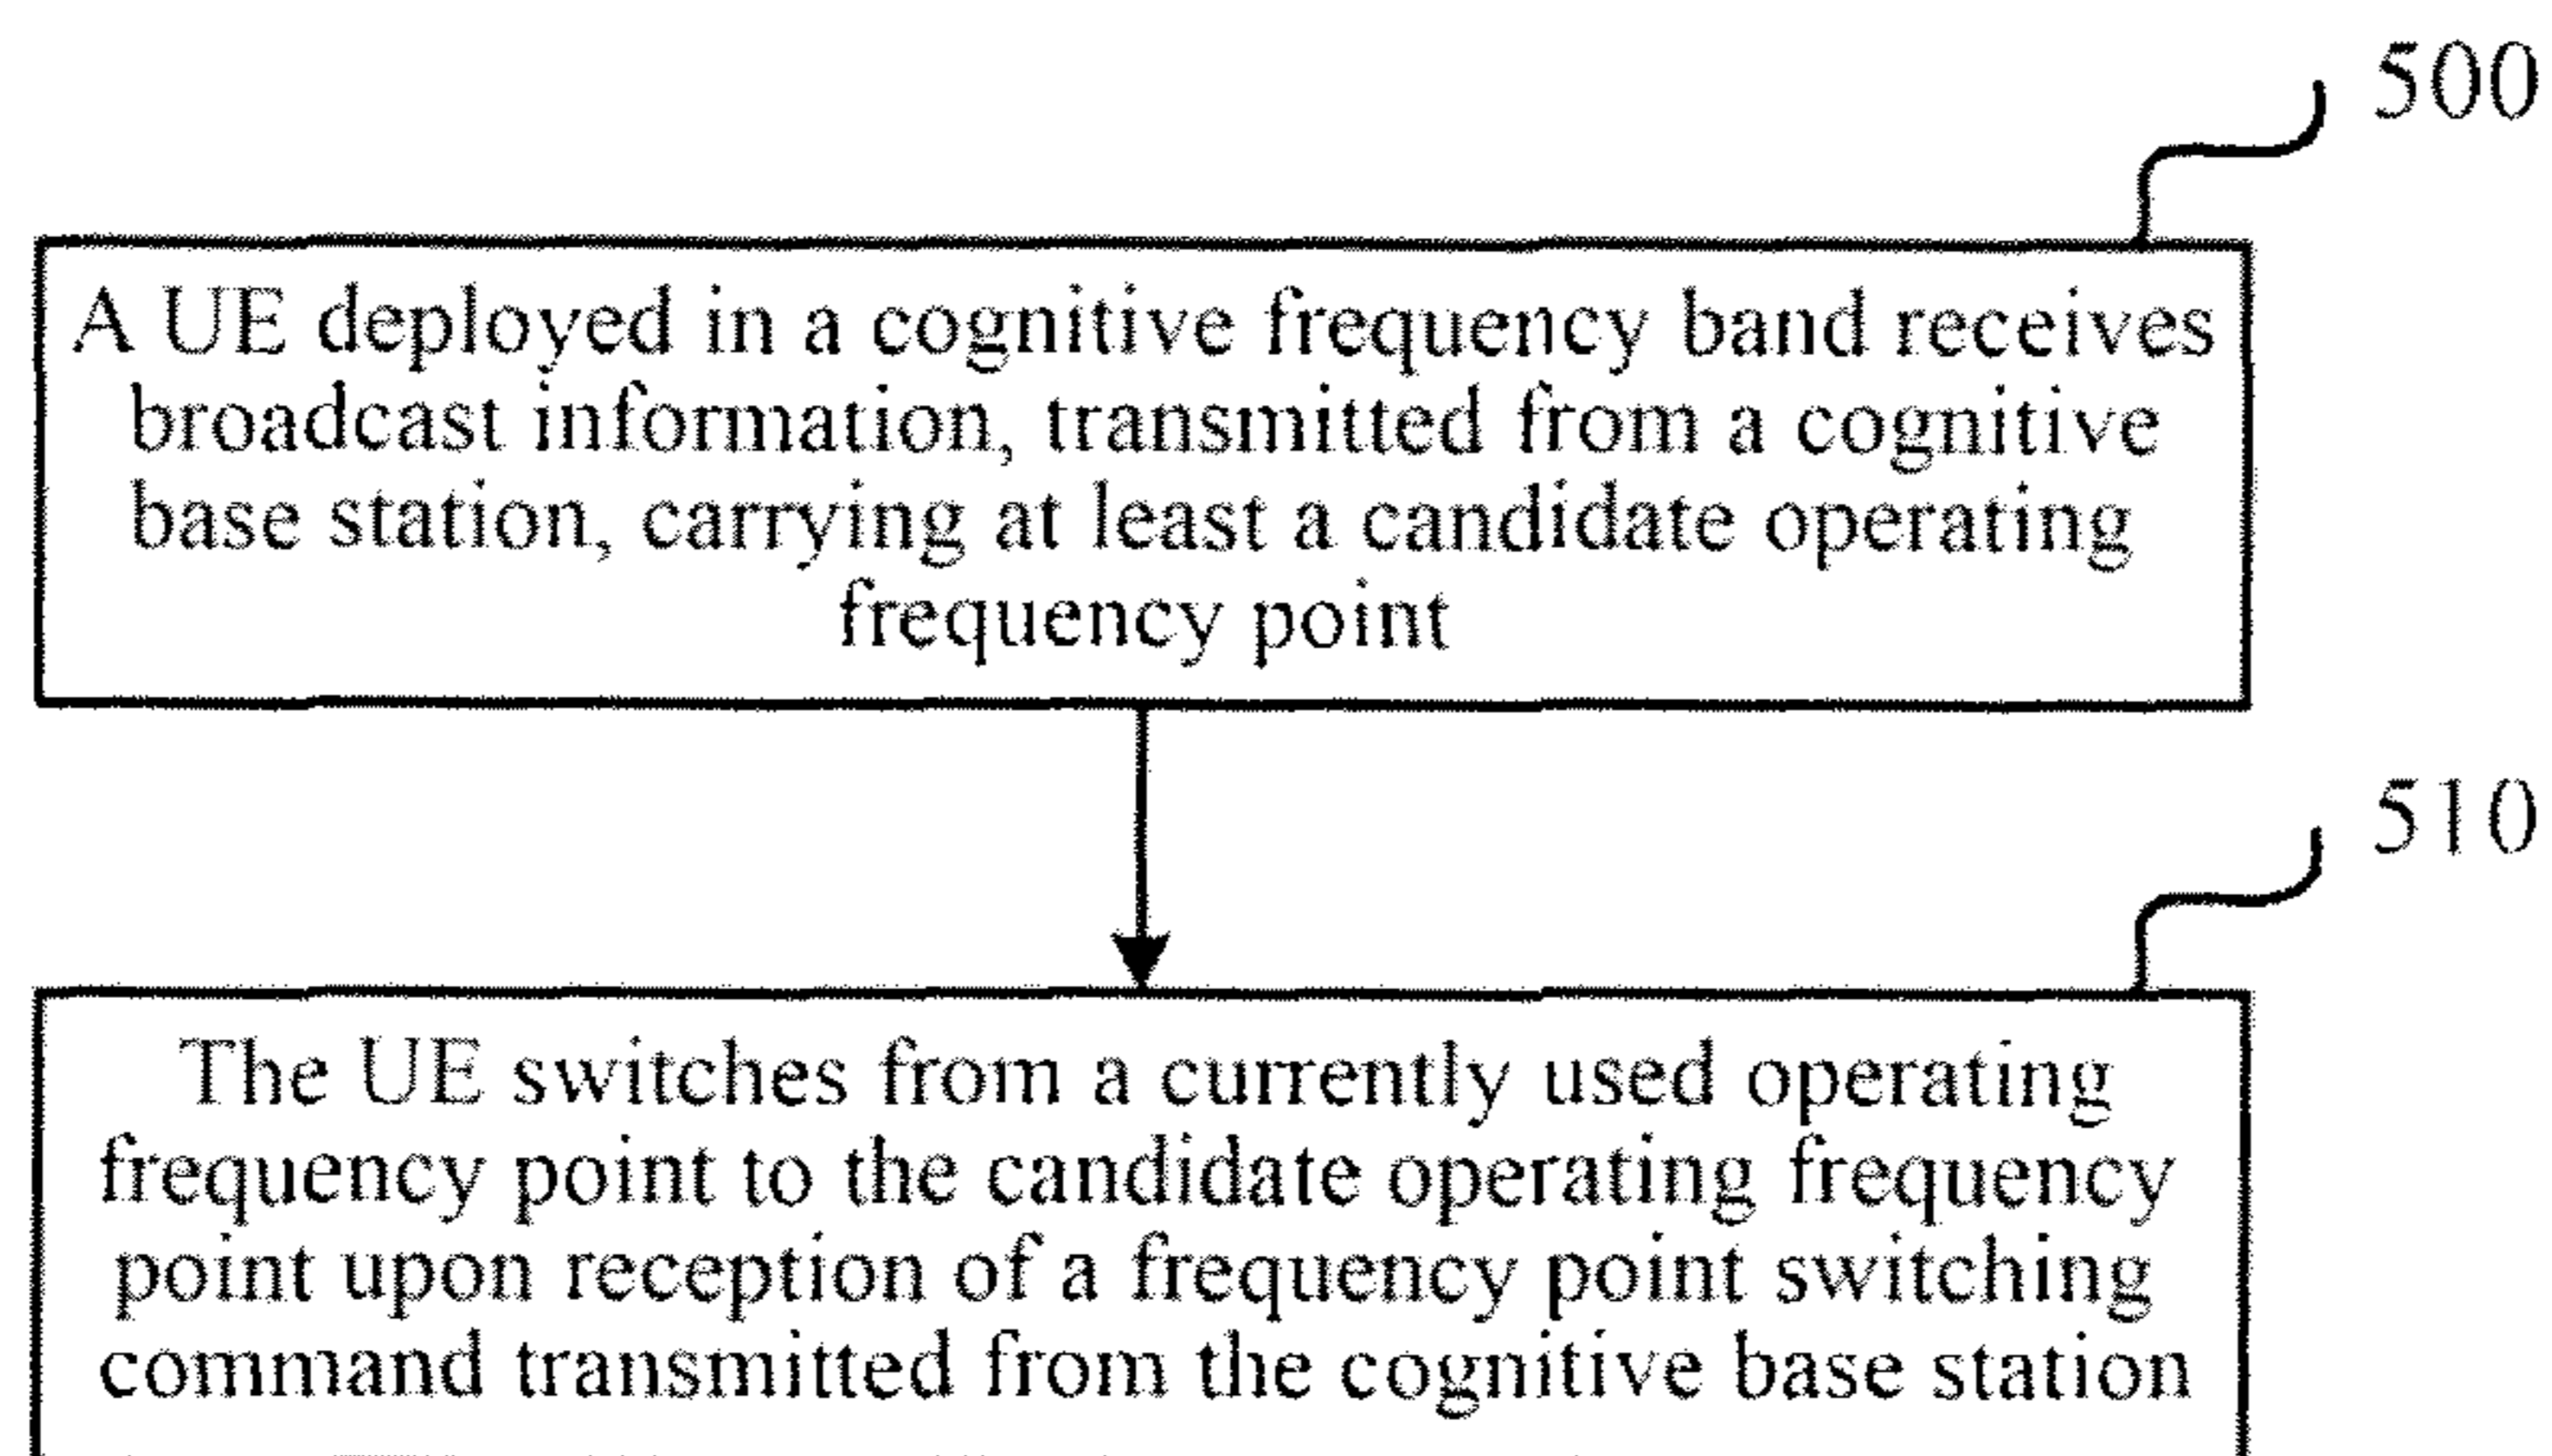 500
A UE deployed in a cognitive frequency band receives
broadcast information, transmitted from a cognitive
base station, carrying at least a candidate operating
frequency point
510
The UE switches from a currently used operating
frequency point to the candidate operating frequency
point upon reception of a frequency point switching
command transmitted from the cognitive base station